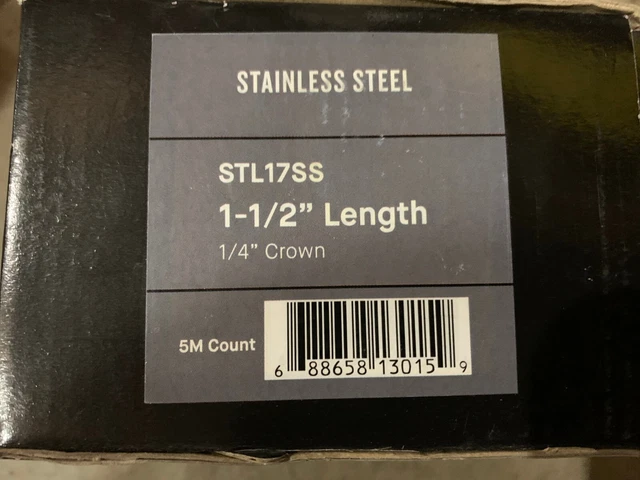 STAINLESS STEEL
STL17SS
1-1/2” Length
1/4” Crown
5M Count
6 88658 13015 9